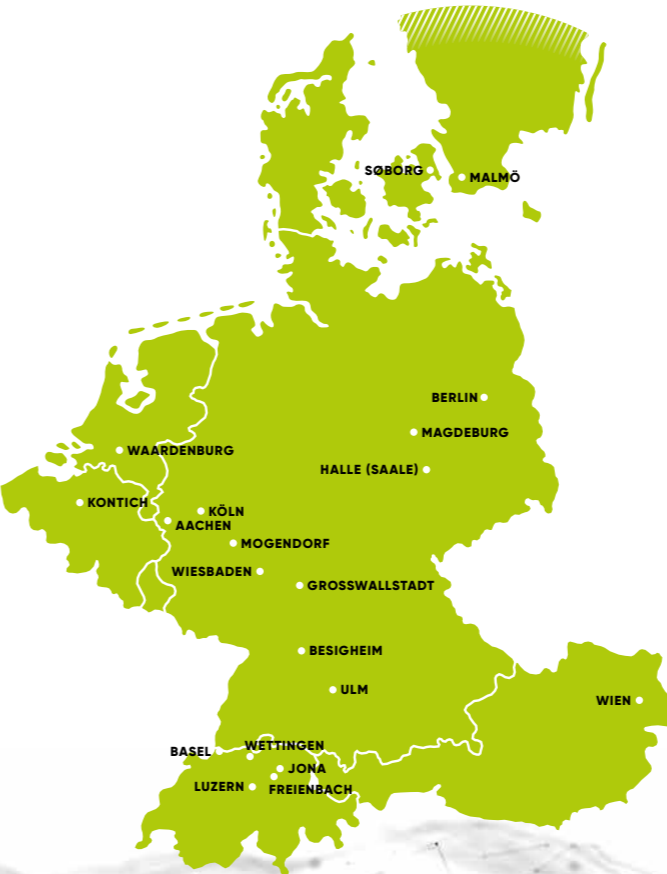 SØBORG
MALMÖ
BERLIN
MAGDEBURG
WAARDENBURG
HALLE (SAALE)
KONTICH
KÖLN
AACHEN
MOGENDORF
WIESBADEN
GROSSWALLSTADT
BESIGHEIM
ULM
WIEN
BASEL
WETTINGEN
JONA
LUZERN
FREIENBACH